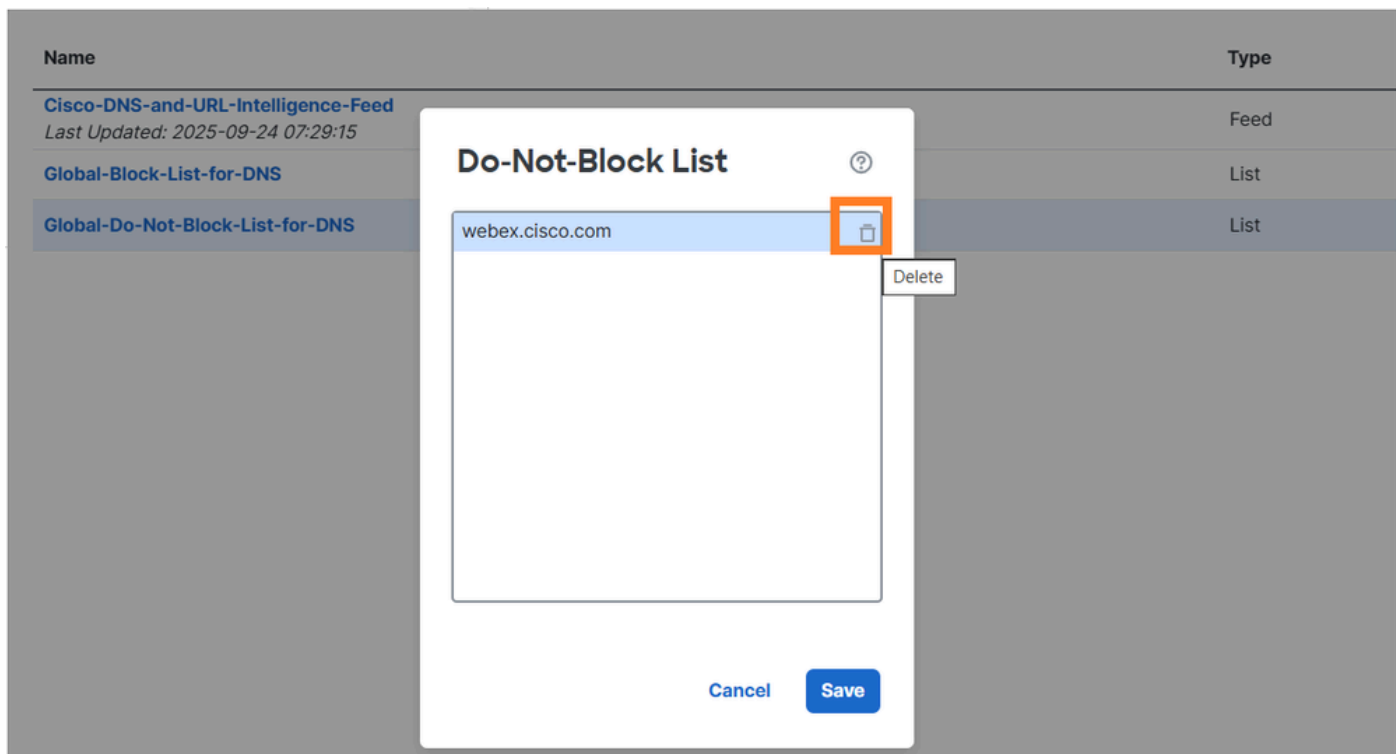 Name Type
Cisco-DNS-and-URL-Intelligence-Feed
Last Updated: 2025-09-24 07:29:15
Feed
Global-Block-List-for-DNS List
Global-Do-Not-Block-List-for-DNS List
Do-Not-Block List
webex.cisco.com
Delete
Cancel Save